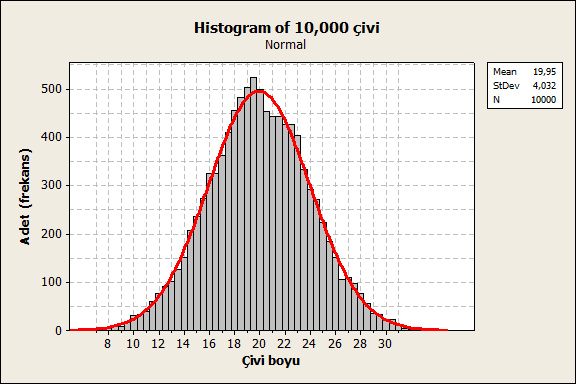 Histogram of 10,000 çivi
Normal
Mean 19,95
StDev 4,032
N 10000
Adet (frekans)
500
400
300
200
100
0
8 10 12 14 16 18 20 22 24 26 28 30
Çivi boyu